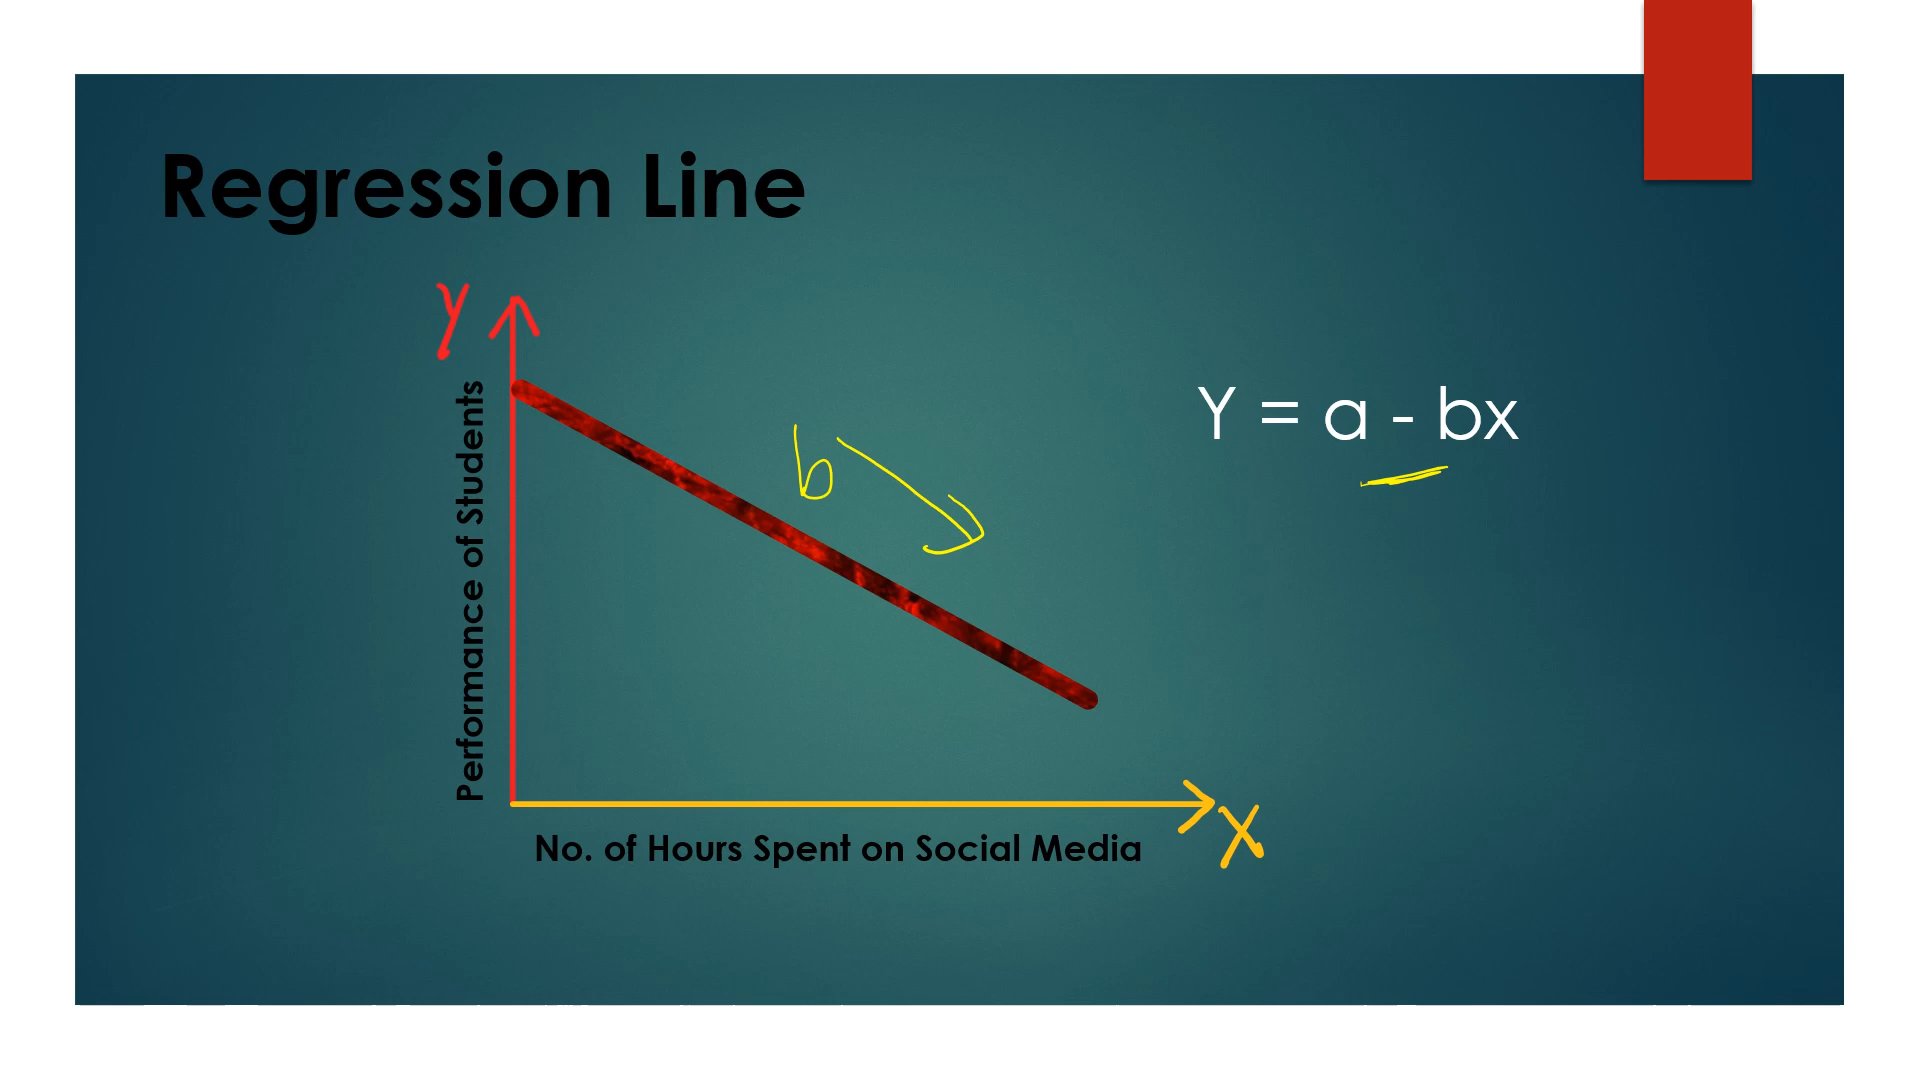 Regression Line
y
Performance of Students
b
Y = a - bx
No. of Hours Spent on Social Media
X